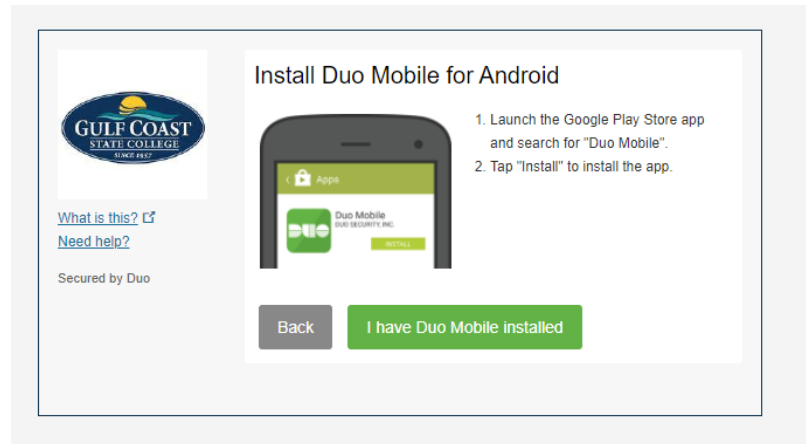 GULF COAST
STATE COLLEGE
SINCE 1957
What is this?
Need help?
Secured by Duo
Install Duo Mobile for Android
Apps
DUO
Duo Mobile
DUO SECURITY, INC.
INSTALL
1. Launch the Google Play Store app
and search for "Duo Mobile".
2. Tap "Install" to install the app.
Back
I have Duo Mobile installed